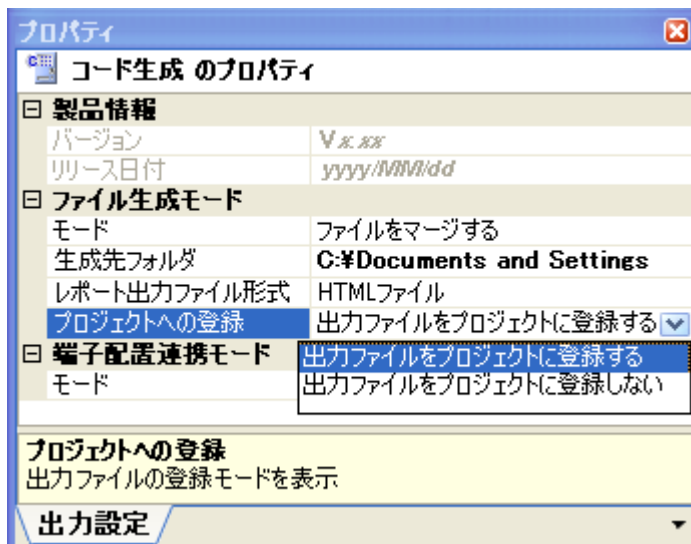 プロパティ
コード生成 のプロパティ
製品情報
バージョン Vx.xx
リリース日付 yyyy/MM/dd
ファイル生成モード
モード ファイルをマージする
生成先フォルダ C:¥Documents and Settings
レポート出力ファイル形式 HTMLファイル
プロジェクトへの登録 出力ファイルをプロジェクトに登録する
端子配置連携モード 出力ファイルをプロジェクトに登録する
モード 出力ファイルをプロジェクトに登録しない
プロジェクトへの登録
出力ファイルの登録モードを表示
出力設定